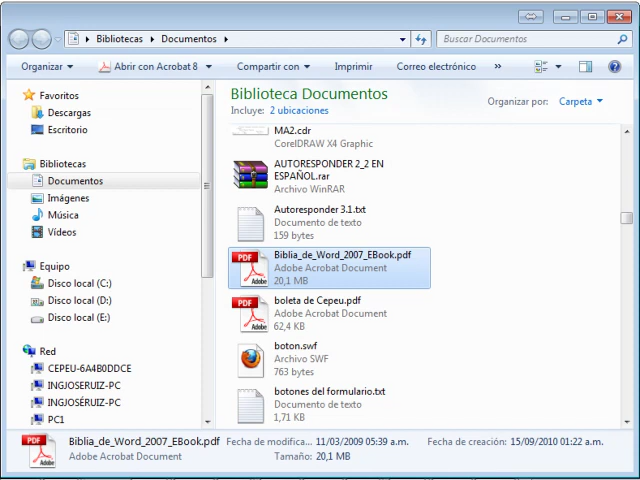 Bibliotecas Documentos
Buscar Documentos
Organizar Abrir con Acrobat 8 Compartir con Imprimir Correo electrónico »
Favoritos
Descargas
Escritorio
Bibliotecas
Documentos
Imágenes
Música
Vídeos
Equipo
Disco local (C:)
Disco local (D:)
Disco local (E:)
Red
CEPEU-6A4B0DDCE
INGJOSERUIZ-PC
INGJOSÉRUIZ-PC
PC1
Biblioteca Documentos
Incluye: 2 ubicaciones
Organizar por: Carpeta
MA2.cdr
CorelDRAW X4 Graphic
AUTORESPONDER 2_2 EN
ESPAÑOL.rar
Archivo WinRAR
Autoresponder 3.1.txt
Documento de texto
159 bytes
PDF
Adobe
Biblia_de_Word_2007_EBook.pdf
Adobe Acrobat Document
20,1 MB
PDF
Adobe
boleta de Cepeu.pdf
Adobe Acrobat Document
62,4 KB
boton.swf
Archivo SWF
763 bytes
botones del formulario.txt
Documento de texto
1,71 KB
PDF
Adobe
Biblia_de_Word_2007_EBook.pdf Fecha de modifica... 11/03/2009 05:39 a.m. Fecha de creación: 15/09/2010 01:22 a.m.
Adobe Acrobat Document Tamaño: 20,1 MB